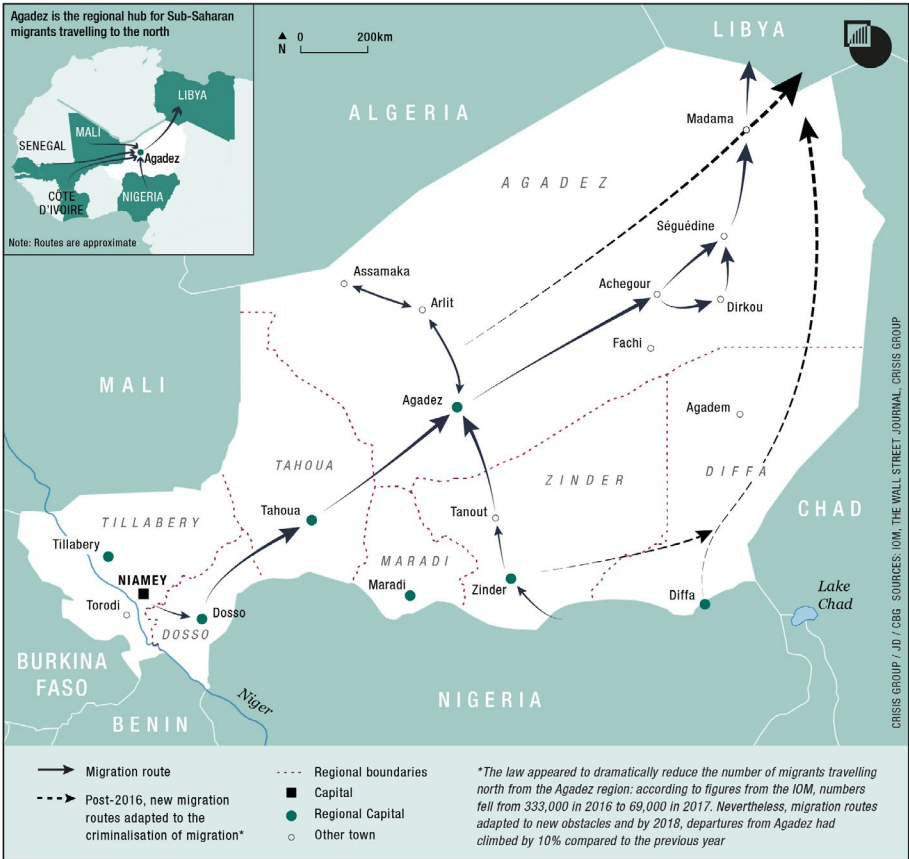 Agadez is the regional hub for Sub-Saharan
migrants travelling to the north
LIBYA
MALI
SENEGAL
Agadez
CÔTE
D'IVOIRE
NIGERIA
Note: Routes are approximate
N
0 200km
LIBYA
ALGERIA
Madama
AGADEZ
Séguédine
Assamaka
Achegour
Arlit
Dirkou
Fachi
MALI
Agadez
Agadem
TAHOUA
ZINDER
DIFFA
CHAD
Tahoua
Tanout
TILLABERY
Tillabery
MARADI
NIAMEY
Maradi
Zinder
Diffa
Lake
Chad
Torodi
Dosso
DOSSO
BURKINA
FASO
Niger
NIGERIA
BENIN
CRISIS GROUP / JD / CBG SOURCES: IOM, THE WALL STREET JOURNAL, CRISIS GROUP
Migration route
Post-2016, new migration
routes adapted to the
criminalisation of migration*
Regional boundaries
Capital
Regional Capital
Other town
*The law appeared to dramatically reduce the number of migrants travelling
north from the Agadez region: according to figures from the IOM, numbers
fell from 333,000 in 2016 to 69,000 in 2017. Nevertheless, migration routes
adapted to new obstacles and by 2018, departures from Agadez had
climbed by 10% compared to the previous year